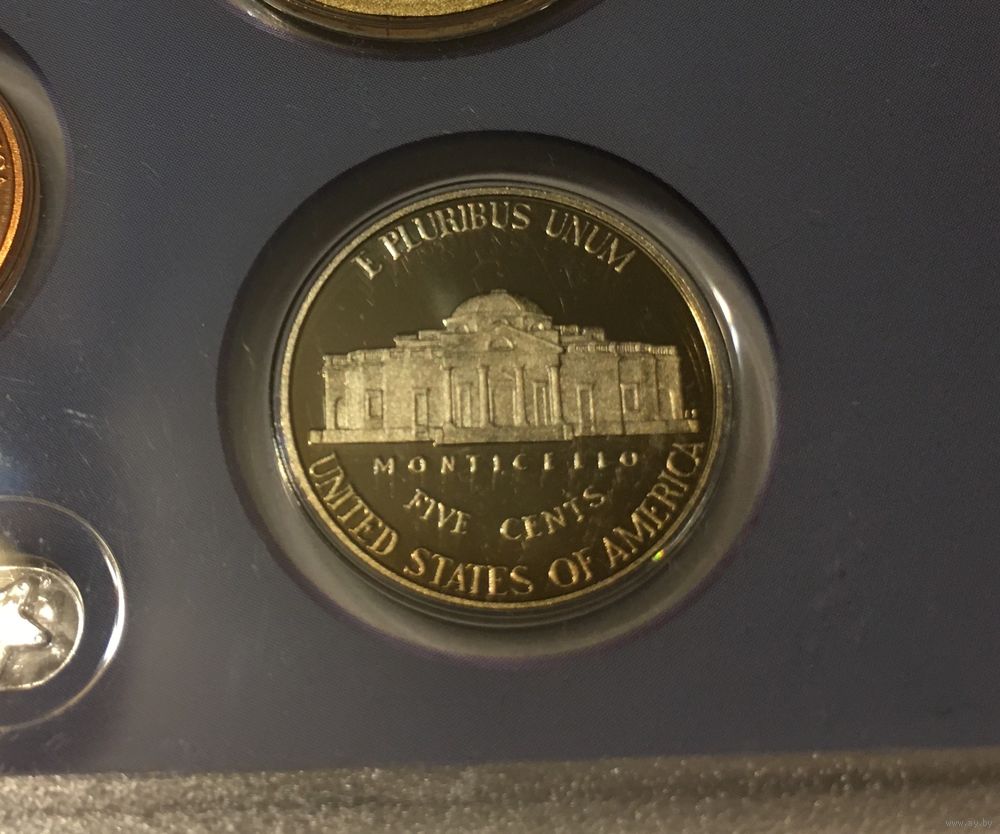 E PLURIBUS UNUM
MONTICELLO
FIVE CENTS
UNITED STATES OF AMERICA
www.ay.by